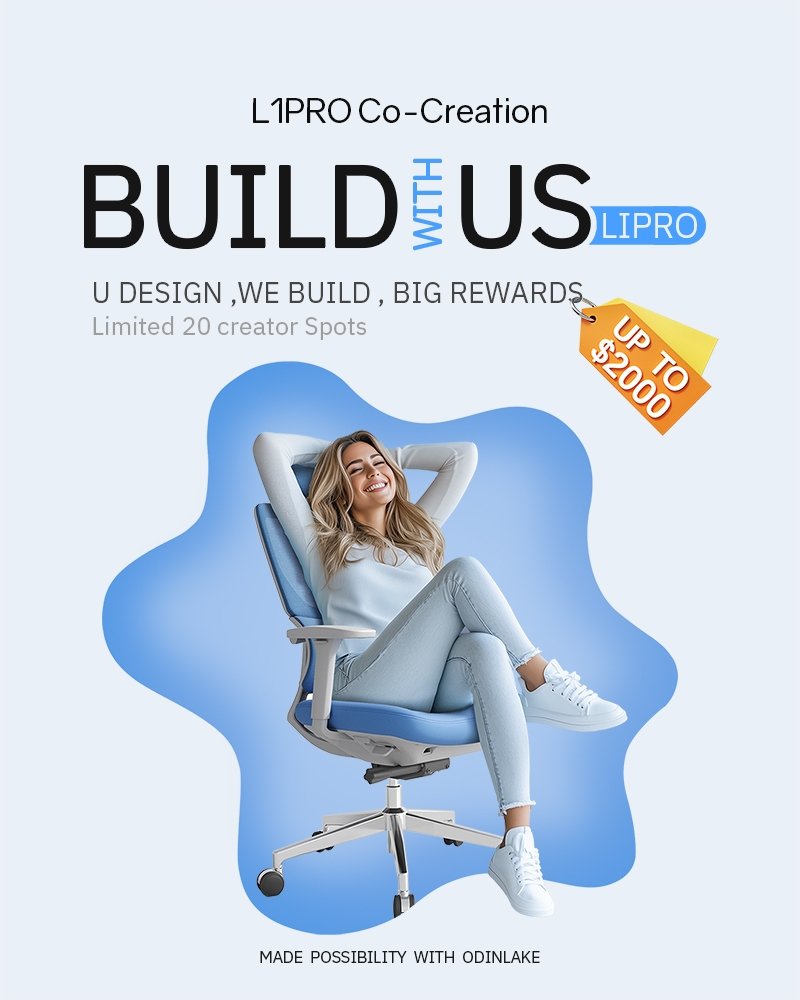 L1PRO Co-Creation
BUILD WITH US LIPRO
U DESIGN ,WE BUILD , BIG REWARDS
Limited 20 creator Spots
UP TO
$2000
MADE POSSIBILITY WITH ODINLAKE